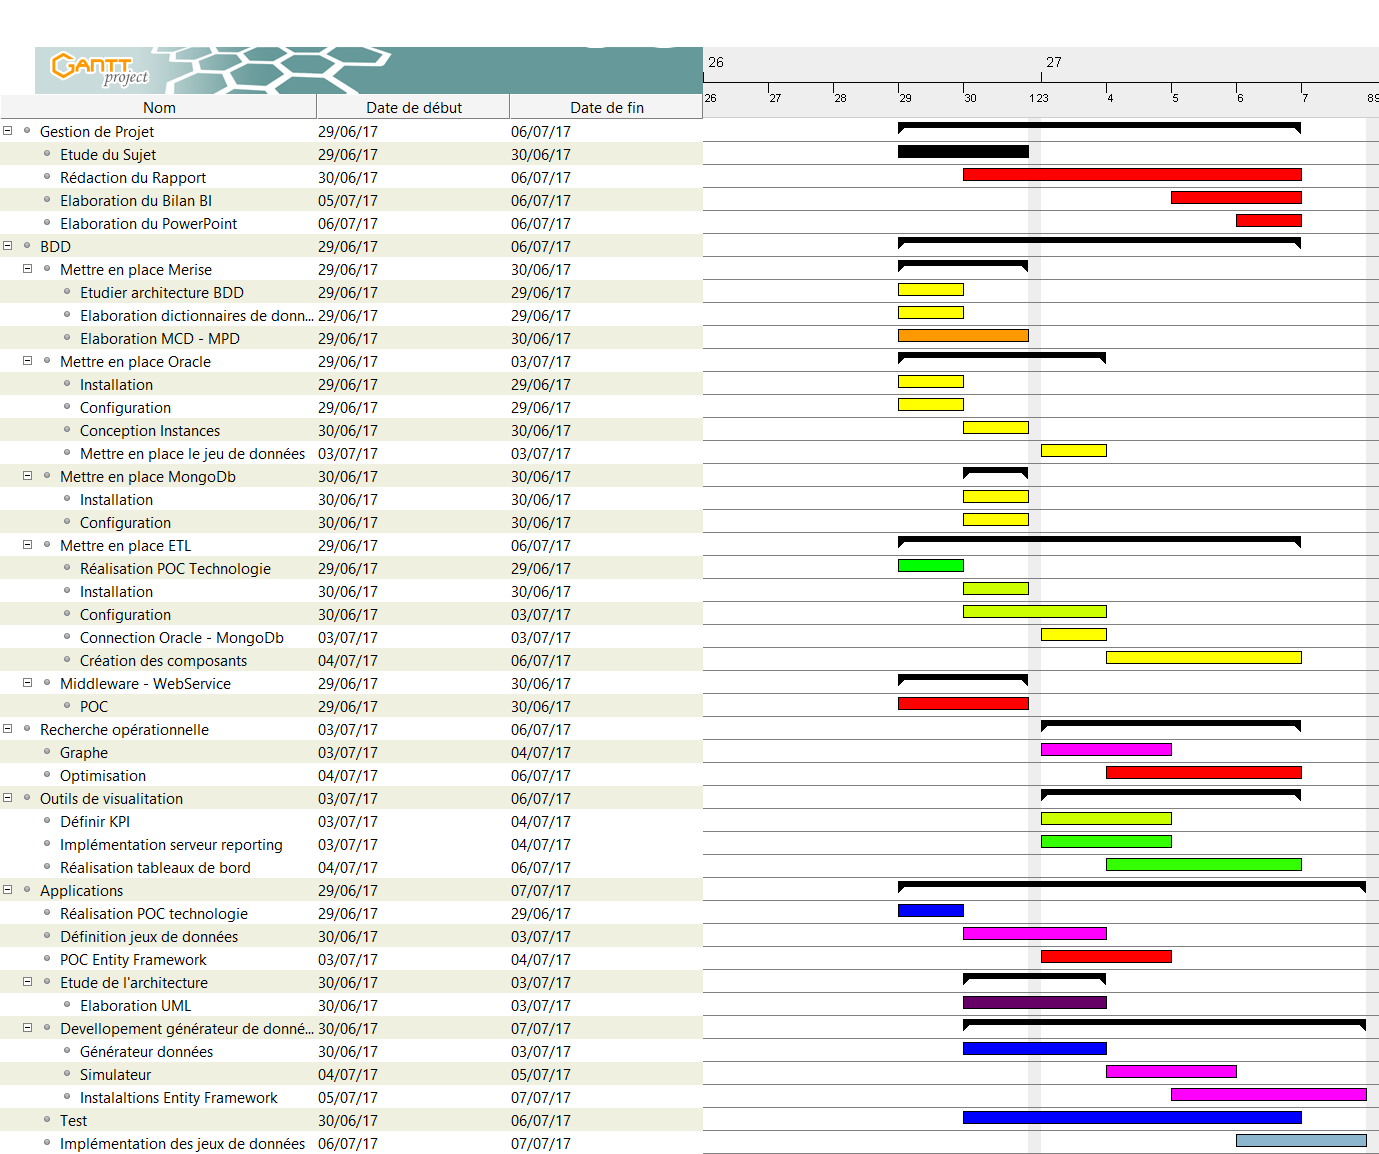 GANTT
project
26 27
26 27 28 29 30 1 2 3 4 5 6 7 8 9
Nom Date de début Date de fin
Gestion de Projet 29/06/17 06/07/17
Etude du Sujet 29/06/17 30/06/17
Rédaction du Rapport 30/06/17 06/07/17
Elaboration du Bilan BI 05/07/17 06/07/17
Elaboration du PowerPoint 06/07/17 06/07/17
BDD 29/06/17 06/07/17
Mettre en place Merise 29/06/17 30/06/17
Etudier architecture BDD 29/06/17 29/06/17
Elaboration dictionnaires de donn... 29/06/17 29/06/17
Elaboration MCD - MPD 29/06/17 30/06/17
Mettre en place Oracle 29/06/17 03/07/17
Installation 29/06/17 29/06/17
Configuration 29/06/17 29/06/17
Conception Instances 30/06/17 30/06/17
Mettre en place le jeu de données 03/07/17 03/07/17
Mettre en place MongoDb 30/06/17 30/06/17
Installation 30/06/17 30/06/17
Configuration 30/06/17 30/06/17
Mettre en place ETL 29/06/17 06/07/17
Réalisation POC Technologie 29/06/17 29/06/17
Installation 30/06/17 30/06/17
Configuration 30/06/17 03/07/17
Connection Oracle - MongoDb 03/07/17 03/07/17
Création des composants 04/07/17 06/07/17
Middleware - WebService 29/06/17 30/06/17
POC 29/06/17 30/06/17
Recherche opérationnelle 03/07/17 06/07/17
Graphe 03/07/17 04/07/17
Optimisation 04/07/17 06/07/17
Outils de visualitation 03/07/17 06/07/17
Définir KPI 03/07/17 04/07/17
Implémentation serveur reporting 03/07/17 04/07/17
Réalisation tableaux de bord 04/07/17 06/07/17
Applications 29/06/17 07/07/17
Réalisation POC technologie 29/06/17 29/06/17
Définition jeux de données 30/06/17 03/07/17
POC Entity Framework 03/07/17 04/07/17
Etude de l'architecture 30/06/17 03/07/17
Elaboration UML 30/06/17 03/07/17
Devellopement générateur de donné... 30/06/17 07/07/17
Générateur données 30/06/17 03/07/17
Simulateur 04/07/17 05/07/17
Instalaltions Entity Framework 05/07/17 07/07/17
Test 30/06/17 06/07/17
Implémentation des jeux de données 06/07/17 07/07/17